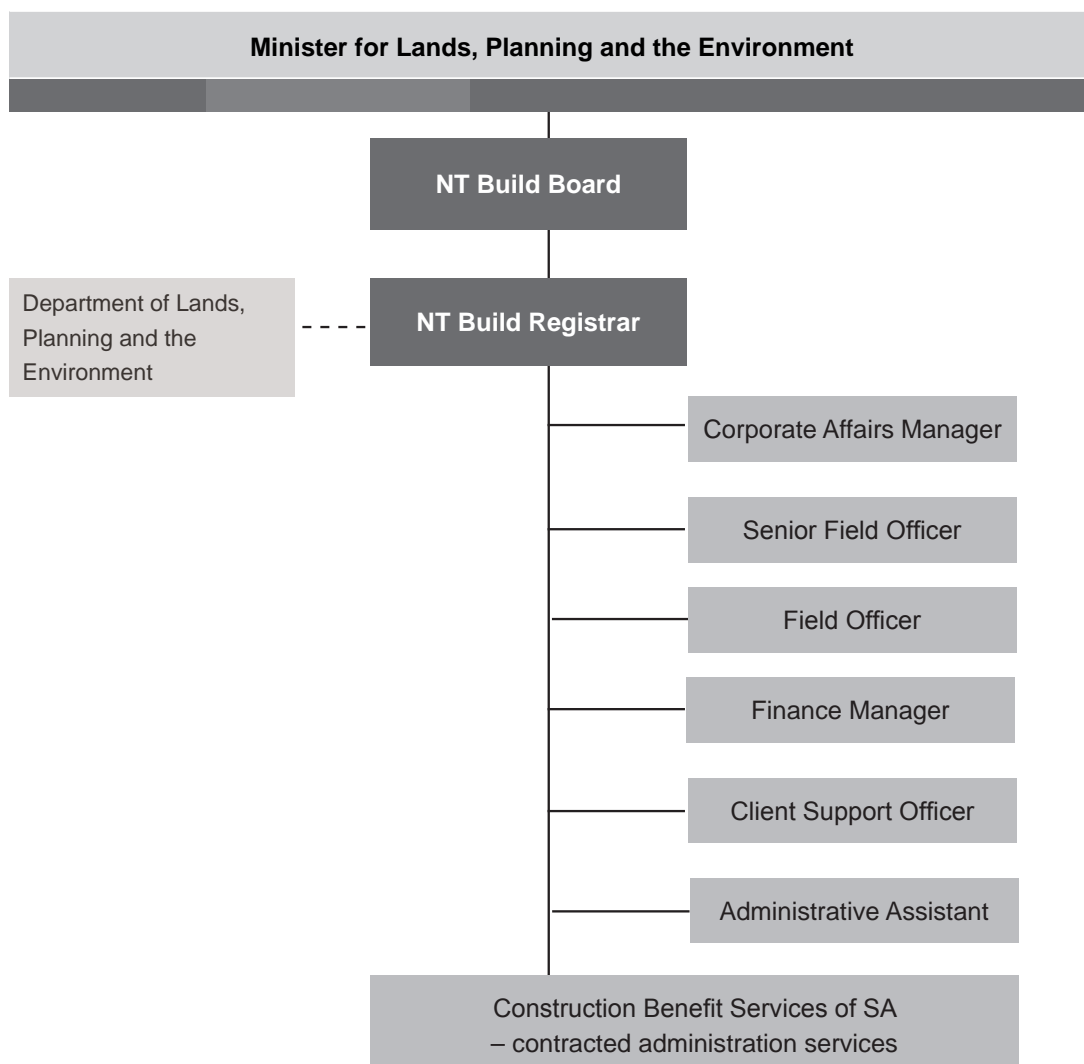 Minister for Lands, Planning and the Environment
NT Build Board
Department of Lands,
Planning and the
Environment
NT Build Registrar
Corporate Affairs Manager
Senior Field Officer
Field Officer
Finance Manager
Client Support Officer
Administrative Assistant
Construction Benefit Services of SA
– contracted administration services